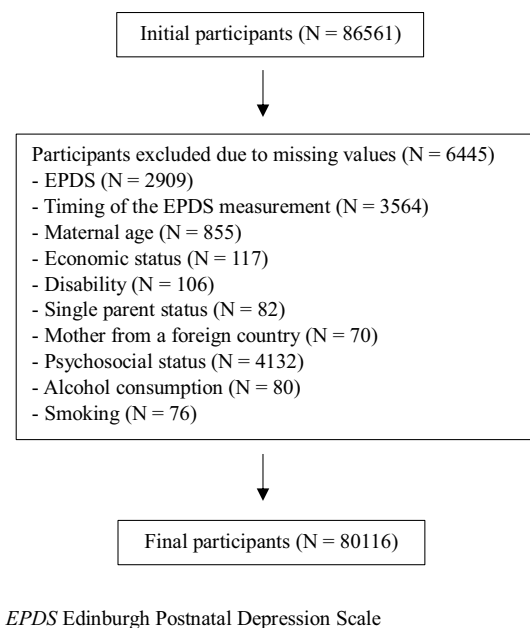 Initial participants (N = 86561)
Participants excluded due to missing values (N = 6445)
- EPDS (N = 2909)
- Timing of the EPDS measurement (N = 3564)
- Maternal age (N = 855)
- Economic status (N = 117)
- Disability (N = 106)
- Single parent status (N = 82)
- Mother from a foreign country (N = 70)
- Psychosocial status (N = 4132)
- Alcohol consumption (N = 80)
- Smoking (N = 76)
Final participants (N = 80116)
EPDS Edinburgh Postnatal Depression Scale